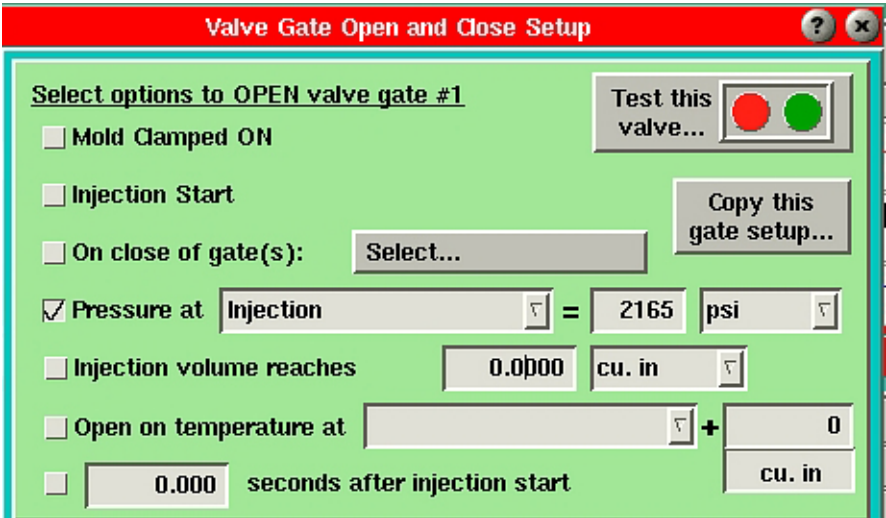 Valve Gate Open and Close Setup ? x
Select options to OPEN valve gate #1
Test this
valve...
Mold Clamped ON
Injection Start
Copy this
gate setup...
On close of gate(s): Select...
Pressure at Injection = 2165 psi
Injection volume reaches 0.0000 cu. in
Open on temperature at + 0
cu. in
0.000 seconds after injection start